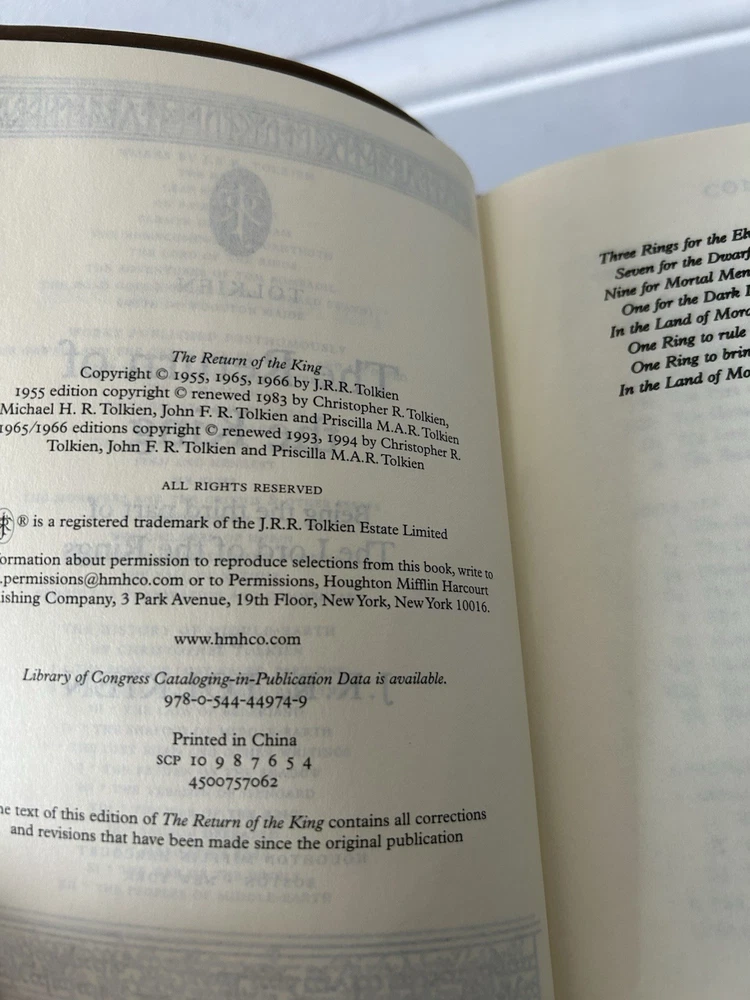 The Return of the King
Copyright © 1955, 1965, 1966 by J.R.R. Tolkien
1955 edition copyright © renewed 1983 by Christopher R. Tolkien,
Michael H. R. Tolkien, John F. R. Tolkien and Priscilla M.A.R. Tolkien
1965/1966 editions copyright © renewed 1993, 1994 by Christopher R.
Tolkien, John F. R. Tolkien and Priscilla M.A.R. Tolkien
ALL RIGHTS RESERVED
® is a registered trademark of the J.R.R. Tolkien Estate Limited
ormation about permission to reproduce selections from this book, write to
.permissions@hmhco.com or to Permissions, Houghton Mifflin Harcourt
ishing Company, 3 Park Avenue, 19th Floor, New York, New York 10016.
www.hmhco.com
Library of Congress Cataloging-in-Publication Data is available.
978-0-544-44974-9
Printed in China
SCP 10 9 8 7 6 5 4
4500757062
he text of this edition of The Return of the King contains all corrections
and revisions that have been made since the original publication
Three Rings for the El
Seven for the Dwarf
Nine for Mortal Men
One for the Dark
In the Land of Mord
One Ring to rule
One Ring to brin
In the Land of Mo